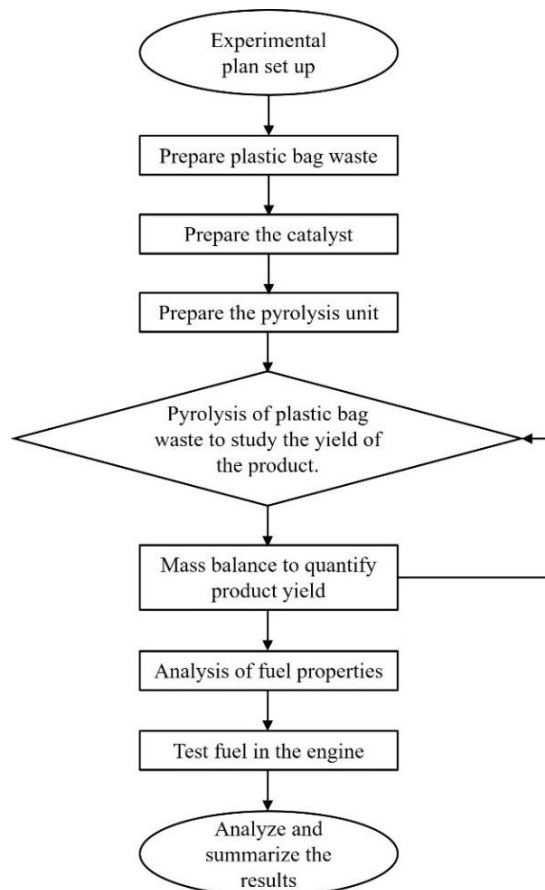 Experimental
plan set up
Prepare plastic bag waste
Prepare the catalyst
Prepare the pyrolysis unit
Pyrolysis of plastic bag
waste to study the yield of
the product.
Mass balance to quantify
product yield
Analysis of fuel properties
Test fuel in the engine
Analyze and
summarize the
results